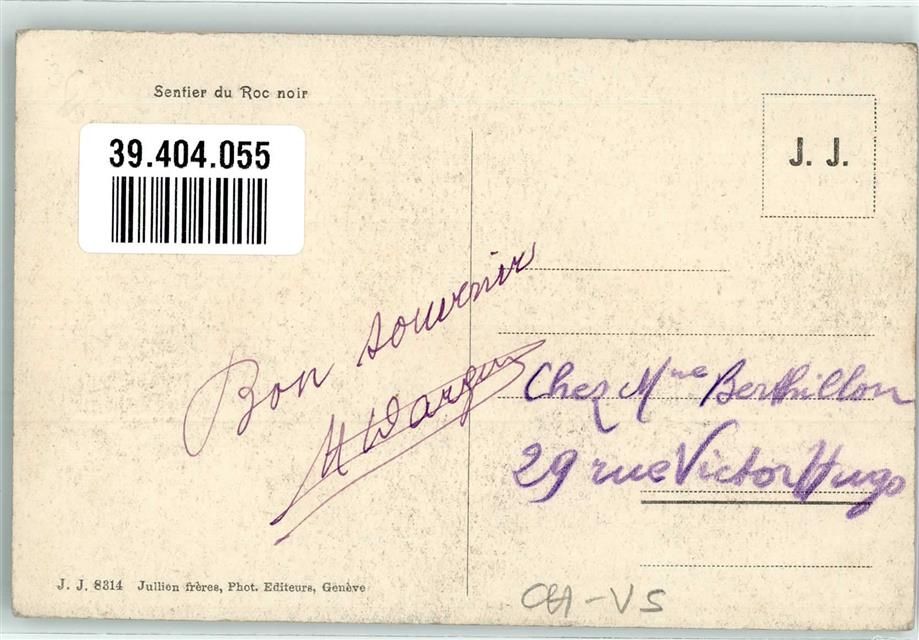 Sentier du Roc noir
39.404.055
J. J.
Bon souvenir
Chez Mme Berthillon
29 rue Victor Hugo
J. J. 8314 Jullien frères, Phot. Editeurs, Genève
CH-VS